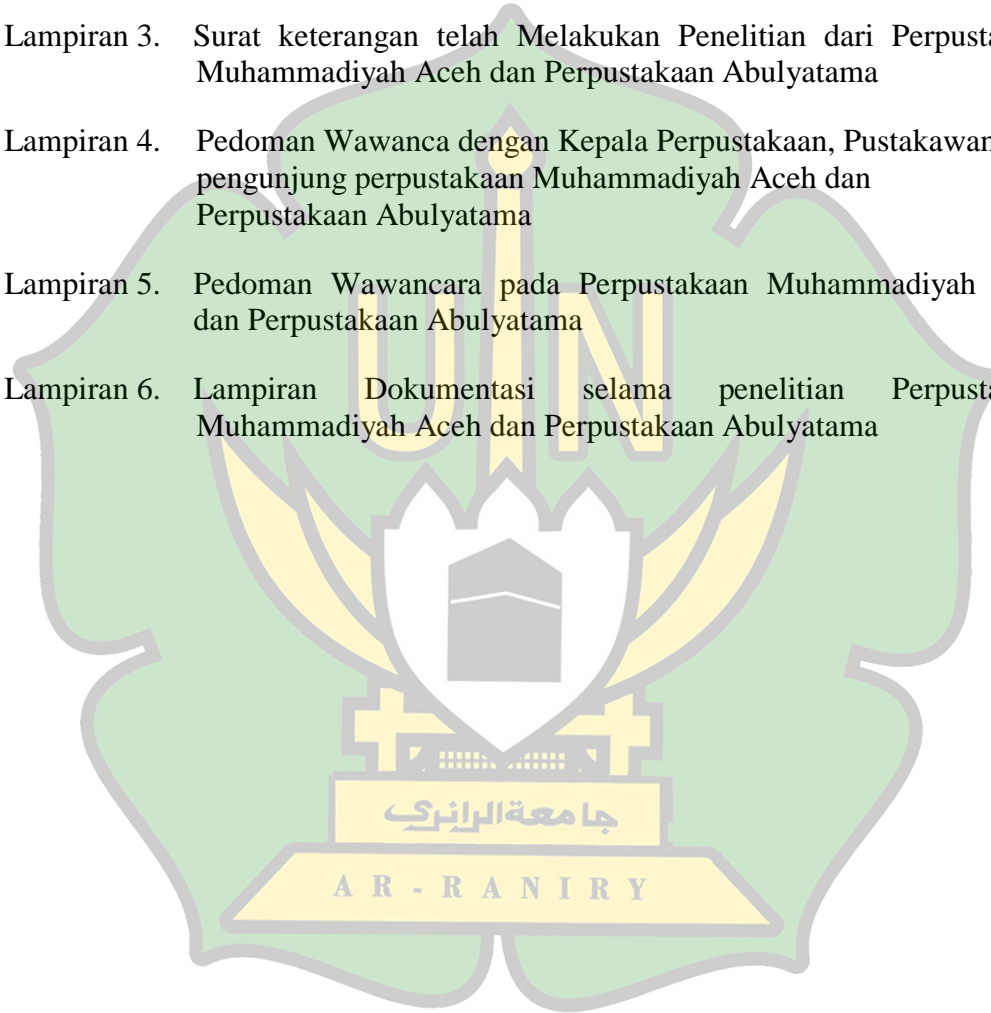 Lampiran 3. Surat keterangan telah Melakukan Penelitian dari
Muhammadiyah Aceh dan Perpustakaan Abulyatama
Lampiran 4. Pedoman Wawanca dengan Kepala Perpustakaan, Pustakawan
pengunjung perpustakaan Muhammadiyah Aceh dan
Perpustakaan Abulyatama
Lampiran 5. Pedoman Wawancara pada Perpustakaan Muhammadiyah
dan Perpustakaan Abulyatama
Lampiran 6. Lampiran Dokumentasi selama penelitian
Muhammadiyah Aceh dan Perpustakaan Abulyatama
UIN
جامعةالرانري
AR-RANIRY